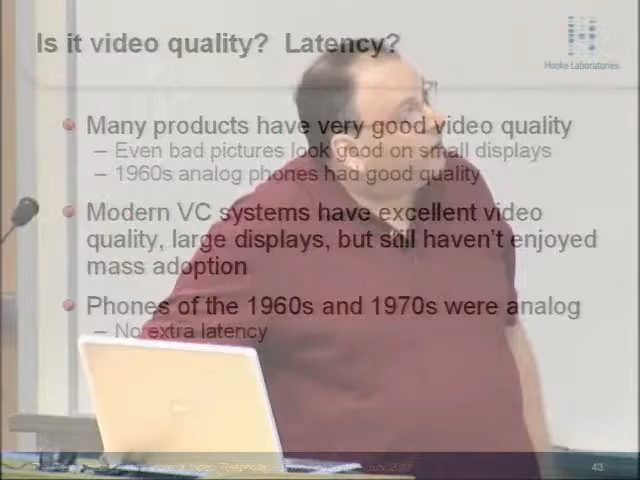 Is it video quality? Latency?
Hooke Laboratories
Many products have very good video quality
– Even bad pictures look good on small displays
– 1960s analog phones had good quality
Modern VC systems have excellent video
quality, large displays, but still haven't enjoyed
mass adoption
Phones of the 1960s and 1970s were analog
– No extra latency
43